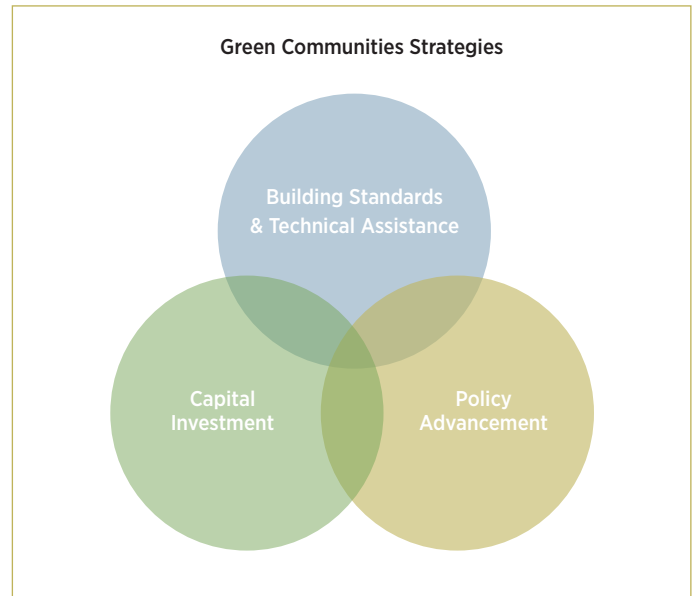 Green Communities Strategies
Building Standards
& Technical Assistance
Capital
Investment
Policy
Advancement